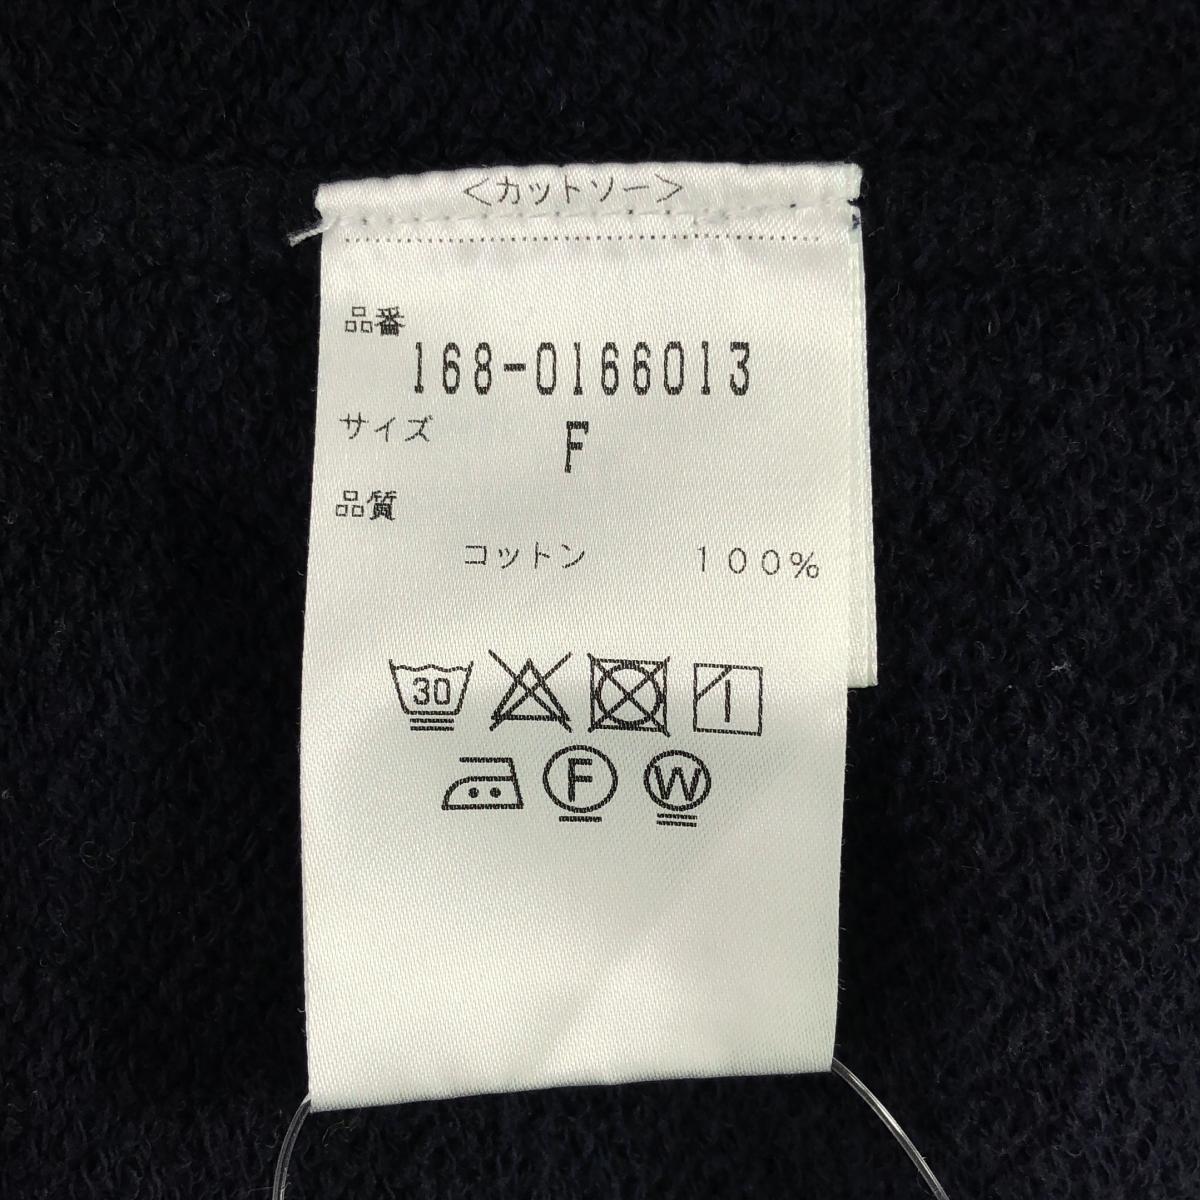 <カットソー>
品番
168-0166013
サイズ
F
品質
コットン 100%
30
F W